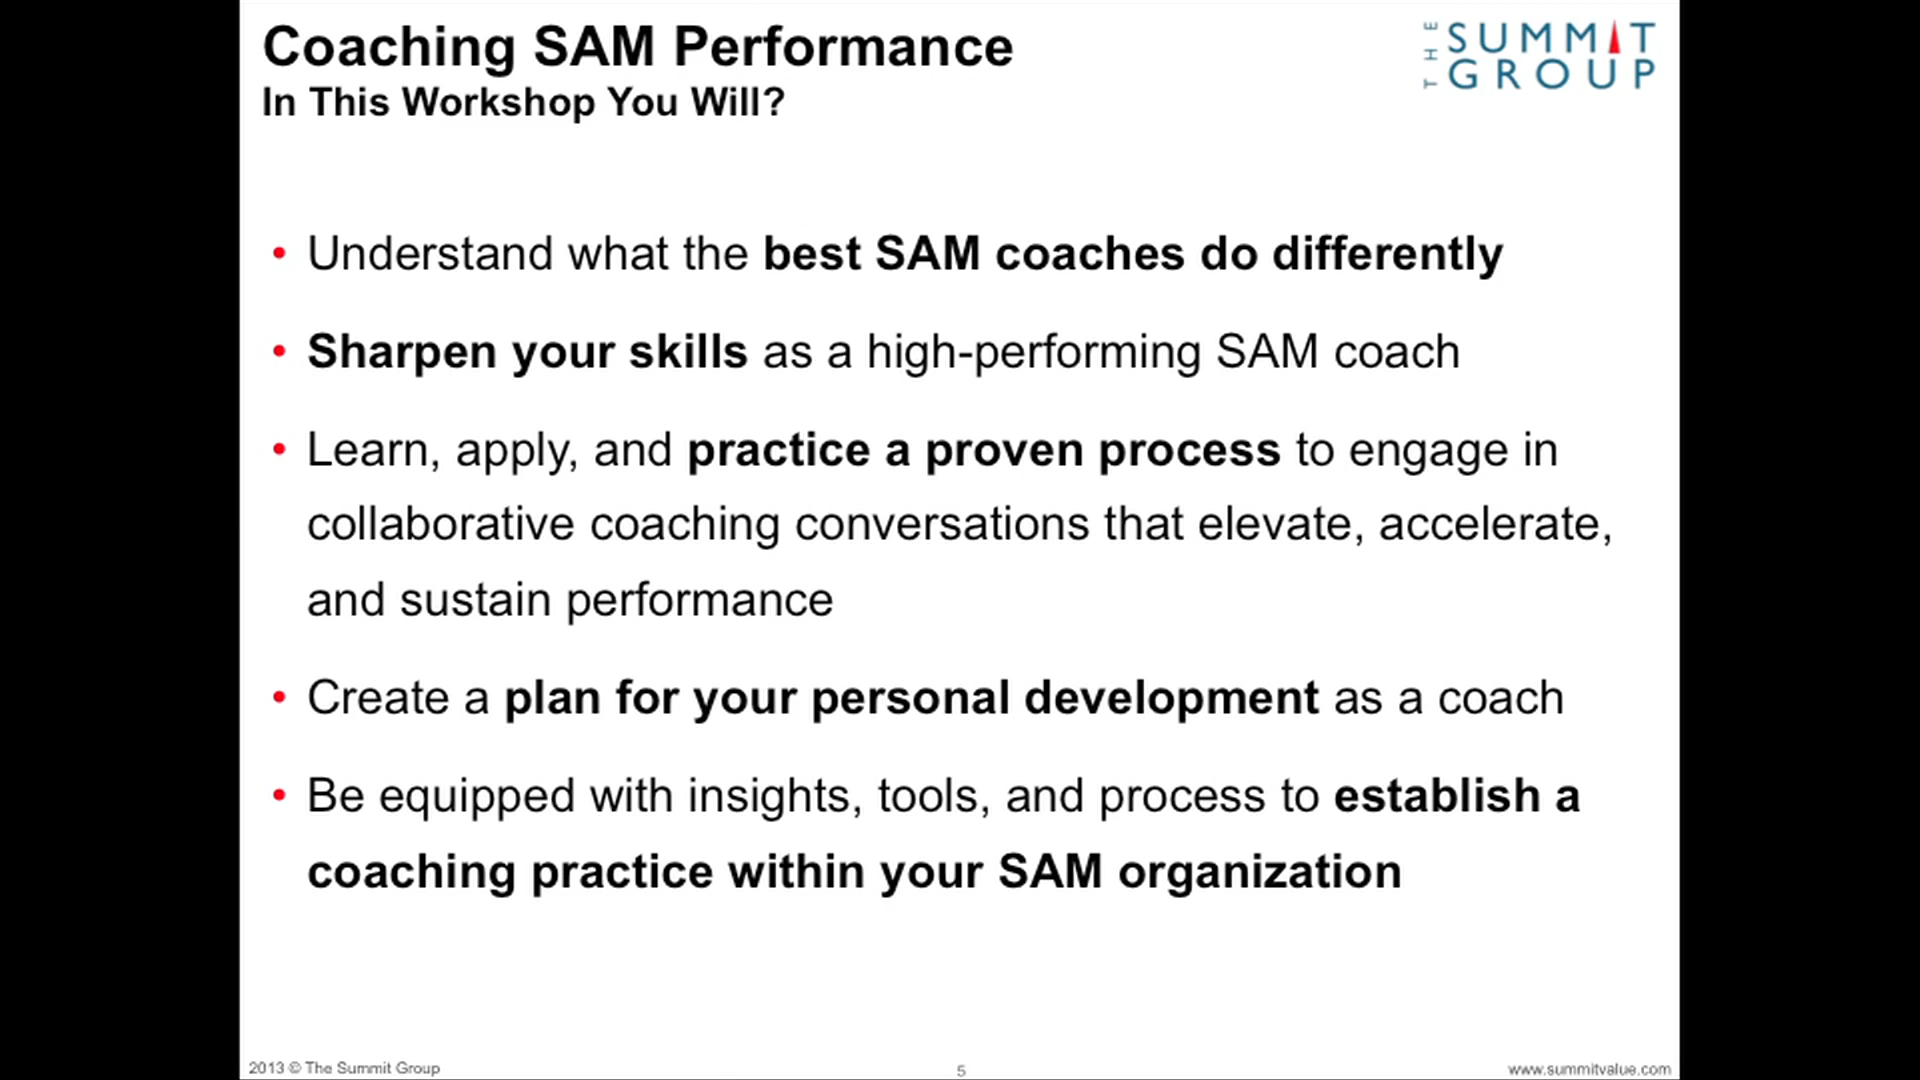 Coaching SAM Performance
In This Workshop You Will?
THE
SUMMIT
GROUP
• Understand what the best SAM coaches do differently
• Sharpen your skills as a high-performing SAM coach
• Learn, apply, and practice a proven process to engage in
collaborative coaching conversations that elevate, accelerate,
and sustain performance
• Create a plan for your personal development as a coach
• Be equipped with insights, tools, and process to establish a
coaching practice within your SAM organization
2013 © The Summit Group
5
www.summitvalue.com